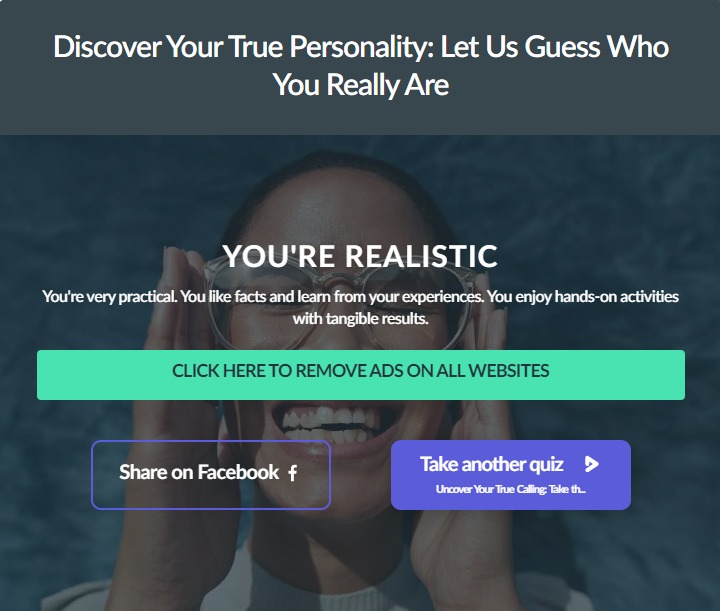 Discover Your True Personality: Let Us Guess Who
You Really Are
YOU'RE REALISTIC
You're very practical. You like facts and learn from your experiences. You enjoy hands-on activities
with tangible results.
CLICK HERE TO REMOVE ADS ON ALL WEBSITES
Share on Facebook
Take another quiz
Uncover Your True Calling: Take th...